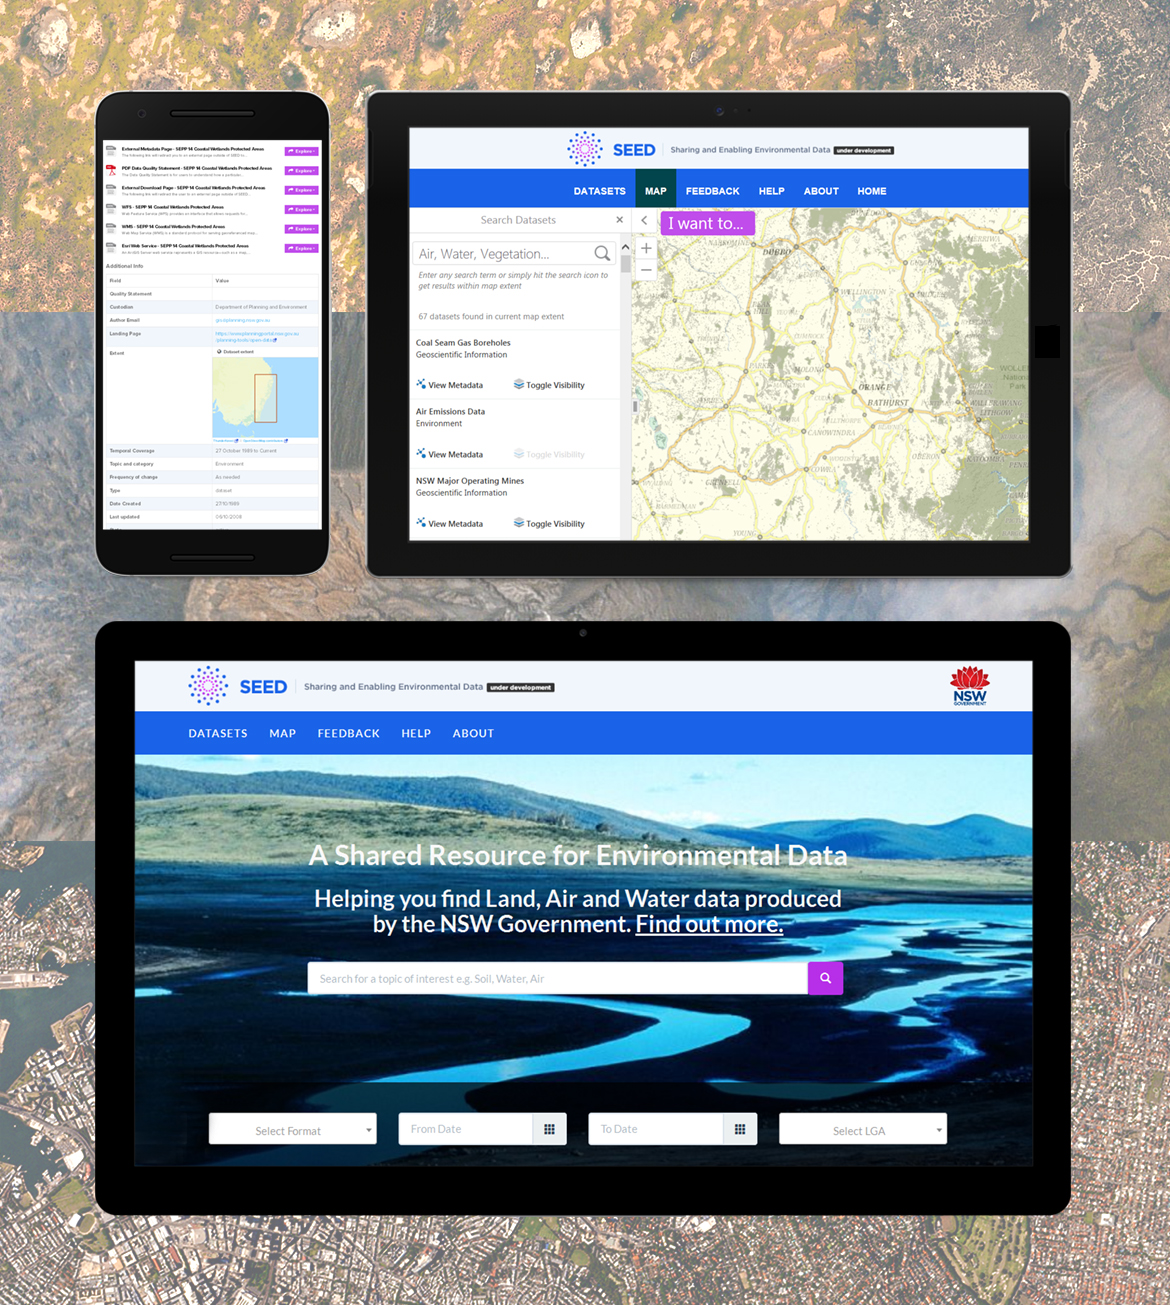 External Metadata Page - SEPP 14 Coastal Wetlands Protected Areas
Explore
PDF Data Quality Statement - SEPP 14 Coastal Wetlands Protected Areas
Explore
External Download Page - SEPP 14 Coastal Wetlands Protected Areas
Explore
WFS - SEPP 14 Coastal Wetlands Protected Areas
Explore
WMS - SEPP 14 Coastal Wetlands Protected Areas
Explore
Esri Web Service - SEPP 14 Coastal Wetlands Protected Areas
Explore
Additional Info
Field Value
Quality Statement
Custodian Department of Planning and Environment
Author Email
Landing Page
Extent Dataset extent
Temporal Coverage 27 October 1989 to Current
Topic and category Environment
Frequency of change As needed
Type dataset
Date Created 27/10/1989
Last updated
SEED Sharing and Enabling Environmental Data under development
DATASETS MAP FEEDBACK HELP ABOUT HOME
Search Datasets
I want to...
Air, Water, Vegetation...
Enter any search term or simply hit the search icon to
get results within map extent
67 datasets found in current map extent
Coal Seam Gas Boreholes
Geoscientific Information
View Metadata Toggle Visibility
Air Emissions Data
Environment
View Metadata Toggle Visibility
NSW Major Operating Mines
Geoscientific Information
View Metadata Toggle Visibility
DUBBO
WELLINGTON
MOLONG
ORANGE
BATHURST
LITHGOW
CANOWINDRA
OBERON
KATOOMBA
COWRA
GRENFELL
YOUNG
SEED Sharing and Enabling Environmental Data under development
NSW
GOVERNMENT
DATASETS MAP FEEDBACK HELP ABOUT
A Shared Resource for Environmental Data
Helping you find Land, Air and Water data produced
by the NSW Government. Find out more.
Search for a topic of interest e.g. Soil, Water, Air
Select Format From Date To Date Select LGA